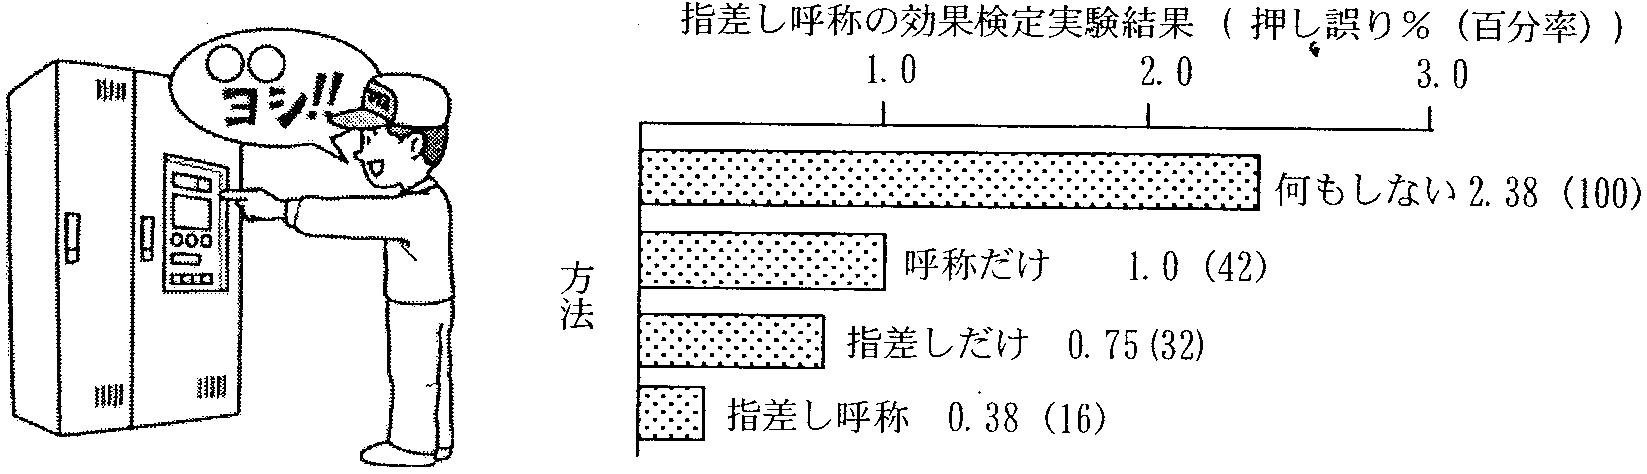 〇〇
ヨシ!!
指差し呼称の効果検定実験結果 ( 押し誤り% (百分率) )
1.0 2.0 3.0
方法
何もしない 2.38 (100)
呼称だけ 1.0 (42)
指差しだけ 0.75 (32)
指差し呼称 0.38 (16)